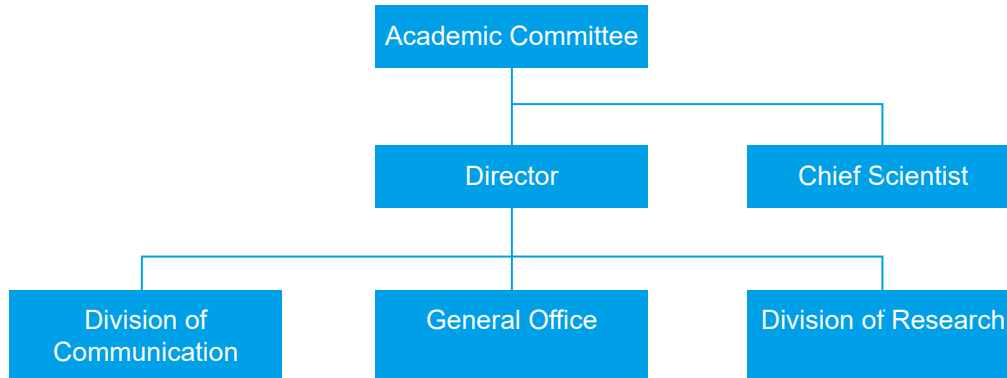 Academic Committee
Director
Chief Scientist
Division of
Communication
General Office
Division of Research